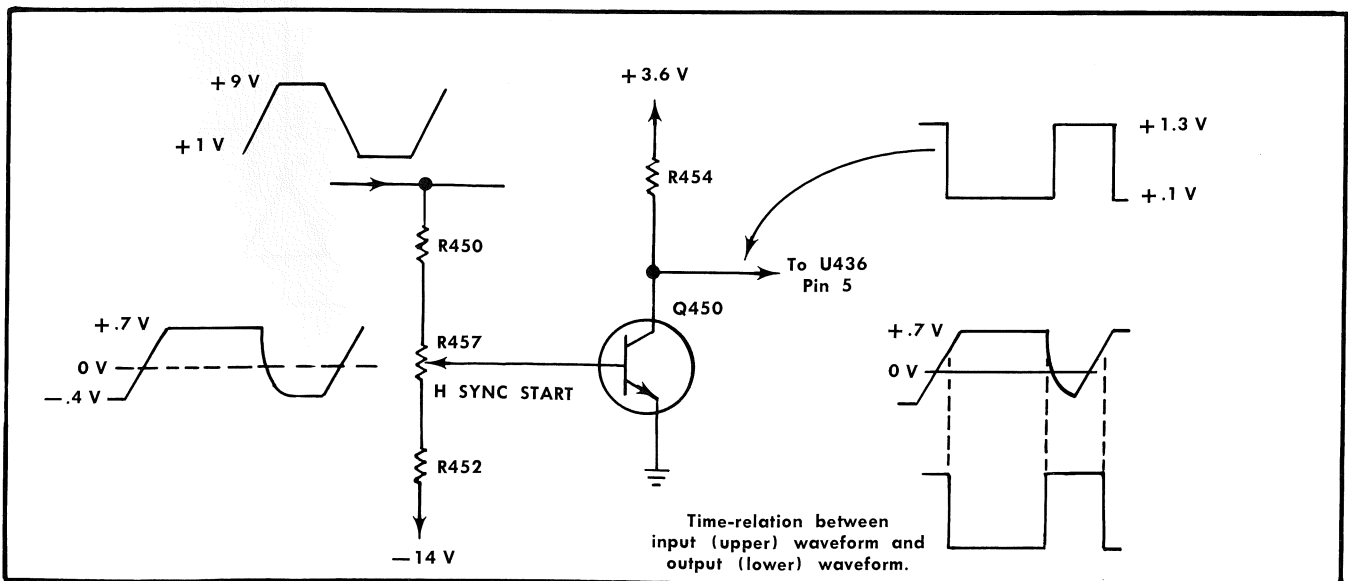 +9 V
+1 V
R450
+.7 V
0 V
—.4 V
R457
H SYNC START
R452
—14 V
+3.6 V
R454
To U436
Pin 5
Q450
+1.3 V
+.1 V
+.7 V
0 V
Time-relation between
input (upper) waveform and
output (lower) waveform.